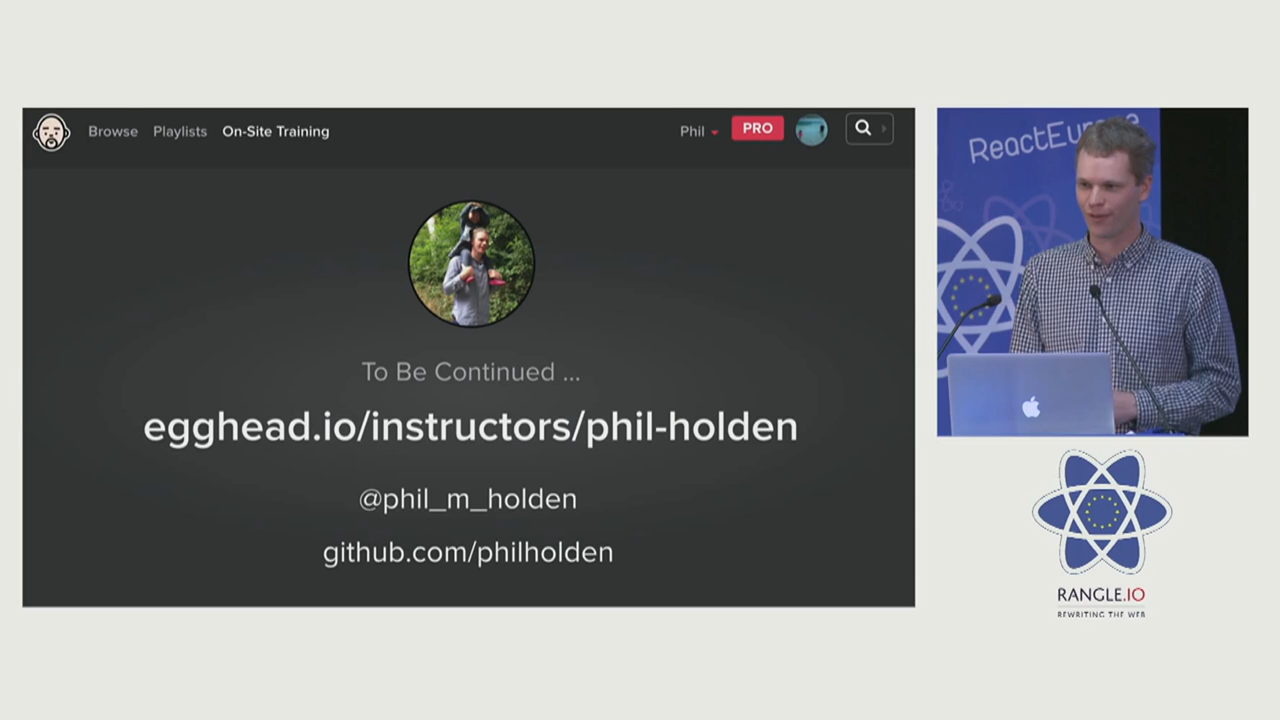 Browse Playlists On-Site Training Phil PRO
To Be Continued ...
egghead.io/instructors/phil-holden
@phil_m_holden
github.com/philholden
ReactEurope
RANGLE.IO
REWRITING THE WEB